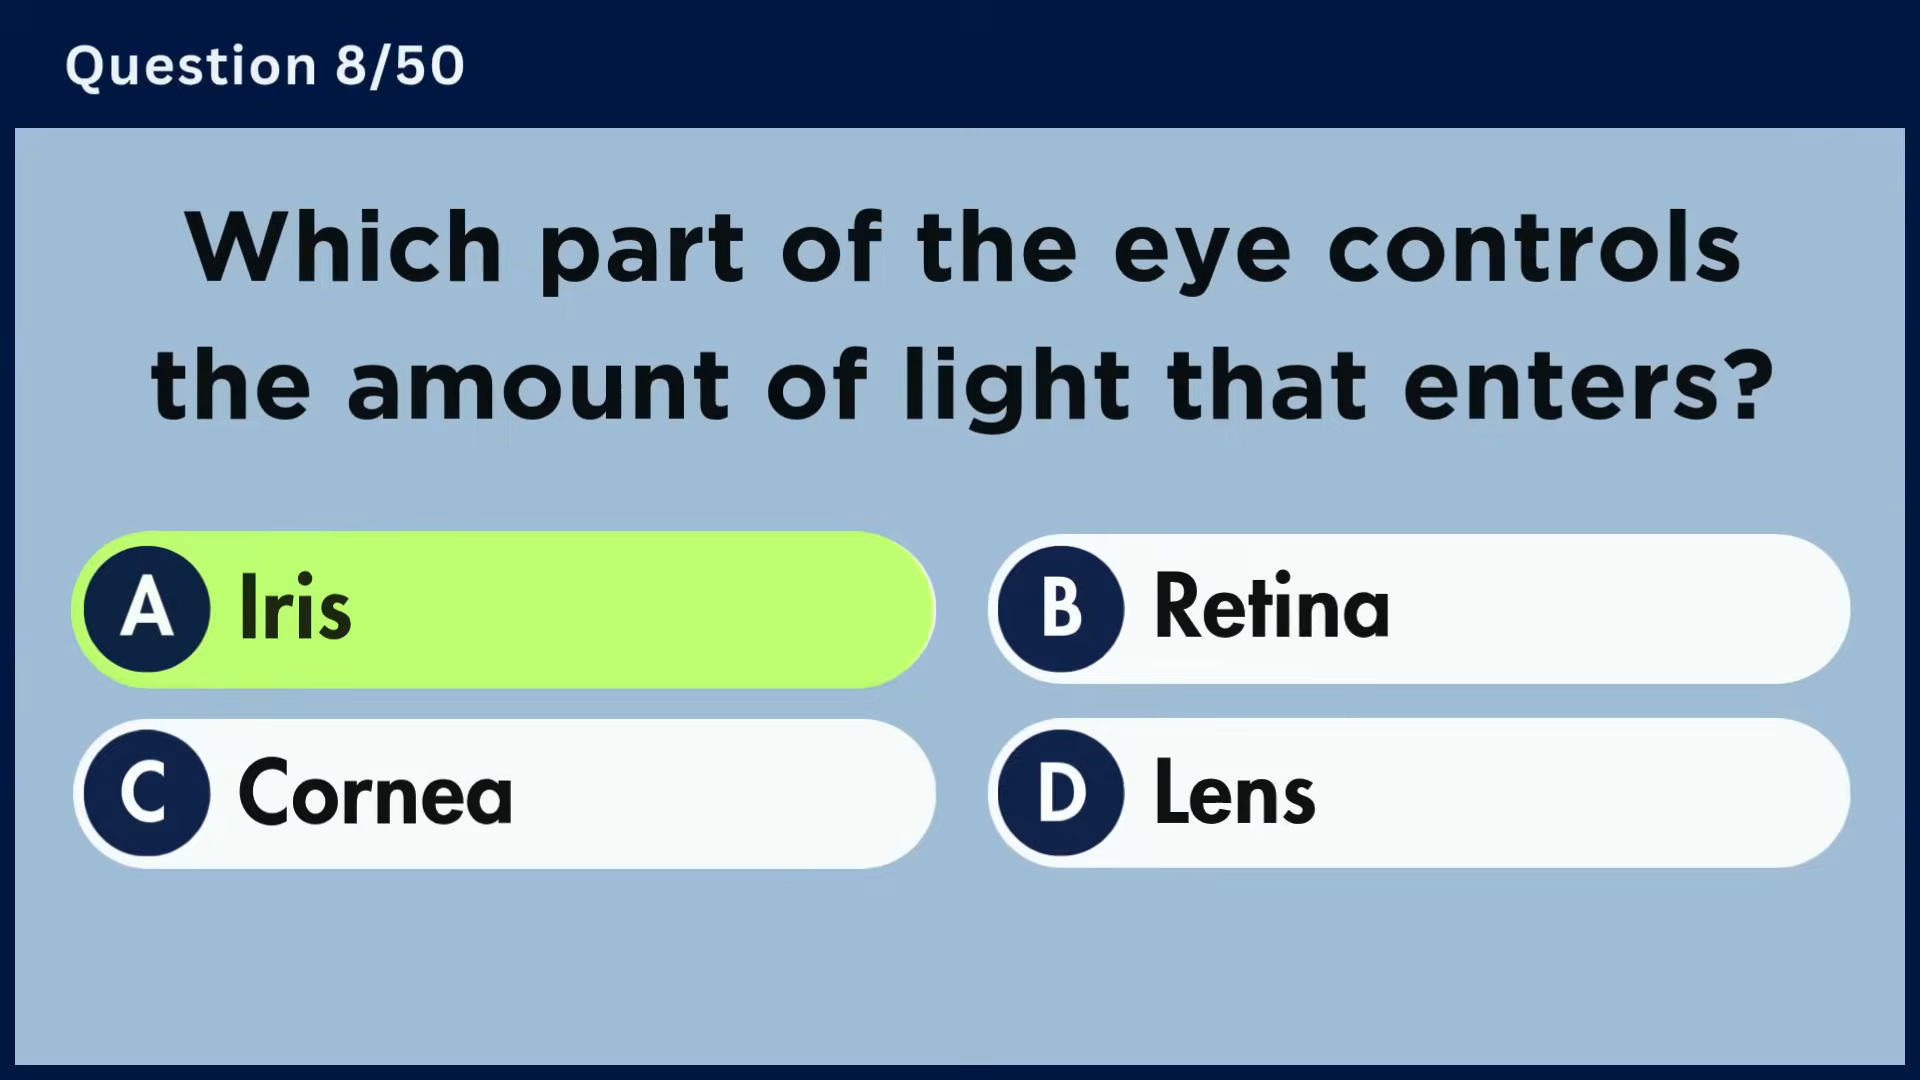 Question 8/50
Which part of the eye controls
the amount of light that enters?
A Iris
B Retina
C Cornea
D Lens